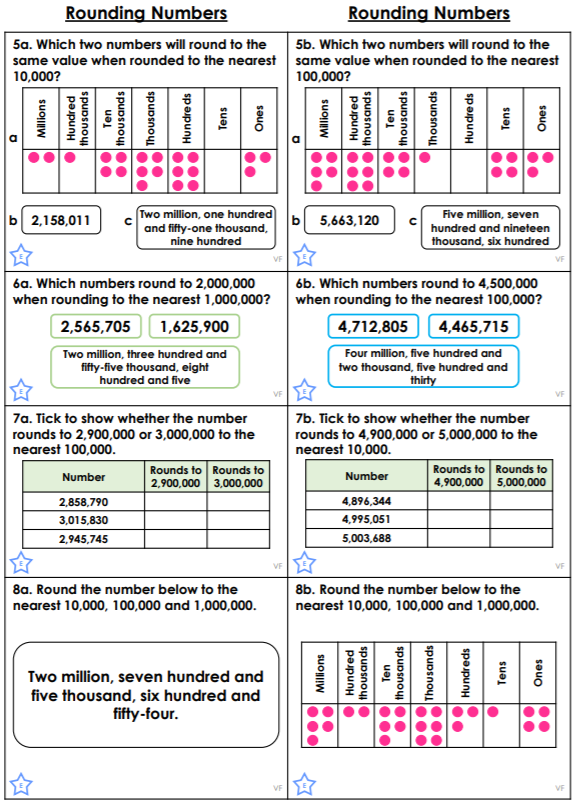 Rounding Numbers
Rounding Numbers
5a. Which two numbers will round to the
same value when rounded to the nearest
10,000?
a
Millions
Hundred
thousands
Ten
thousands
Thousands
Hundreds
Tens
Ones
b
2,158,011
c
Two million, one hundred
and fifty-one thousand,
nine hundred
E
VF
5b. Which two numbers will round to the
same value when rounded to the nearest
100,000?
a
Millions
Hundred
thousands
Ten
thousands
Thousands
Hundreds
Tens
Ones
b
5,663,120
c
Five million, seven
hundred and nineteen
thousand, six hundred
E
VF
6a. Which numbers round to 2,000,000
when rounding to the nearest 1,000,000?
2,565,705
1,625,900
Two million, three hundred and
fifty-five thousand, eight
hundred and five
E
VF
6b. Which numbers round to 4,500,000
when rounding to the nearest 100,000?
4,712,805
4,465,715
Four million, five hundred and
two thousand, five hundred and
thirty
E
VF
7a. Tick to show whether the number
rounds to 2,900,000 or 3,000,000 to the
nearest 100,000.
Number
Rounds to
2,900,000
Rounds to
3,000,000
2,858,790
3,015,830
2,945,745
E
VF
7b. Tick to show whether the number
rounds to 4,900,000 or 5,000,000 to the
nearest 10,000.
Number
Rounds to
4,900,000
Rounds to
5,000,000
4,896,344
4,995,051
5,003,688
E
VF
8a. Round the number below to the
nearest 10,000, 100,000 and 1,000,000.
Two million, seven hundred and
five thousand, six hundred and
fifty-four.
E
VF
8b. Round the number below to the
nearest 10,000, 100,000 and 1,000,000.
Millions
Hundred
thousands
Ten
thousands
Thousands
Hundreds
Tens
Ones
E
VF